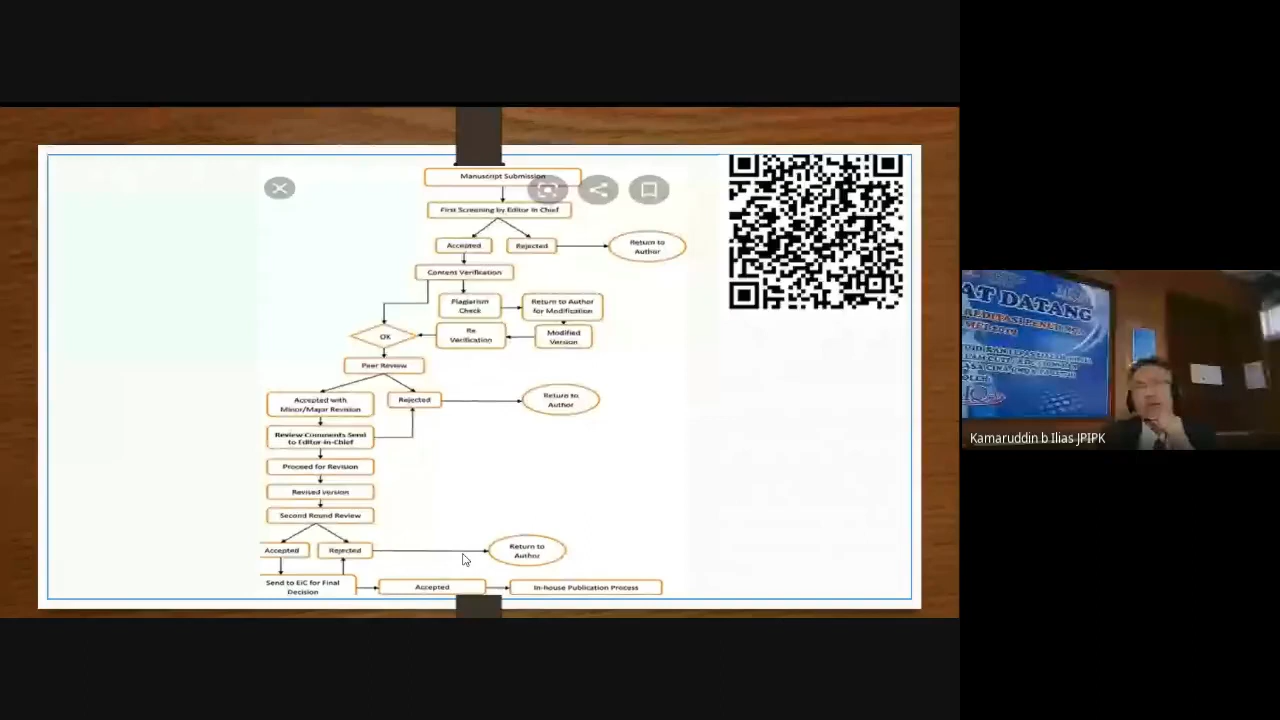 Manuscript Submission
First Screening by Editor in Chief
Accepted
Rejected
Return to
Author
Content Verification
Plagiarism
Check
Return to Author
for Modification
OK
Re
Verification
Modified
Version
Peer Review
Accepted with
Minor/Major Revision
Rejected
Return to
Author
Review Comments Send
to Editor-in-Chief
Proceed for Revision
Revised version
Second Round Review
Accepted
Rejected
Return to
Author
Send to EiC for Final
Decision
Accepted
In-house Publication Process
AT DATANG
Kamaruddin b Ilias JPIPK